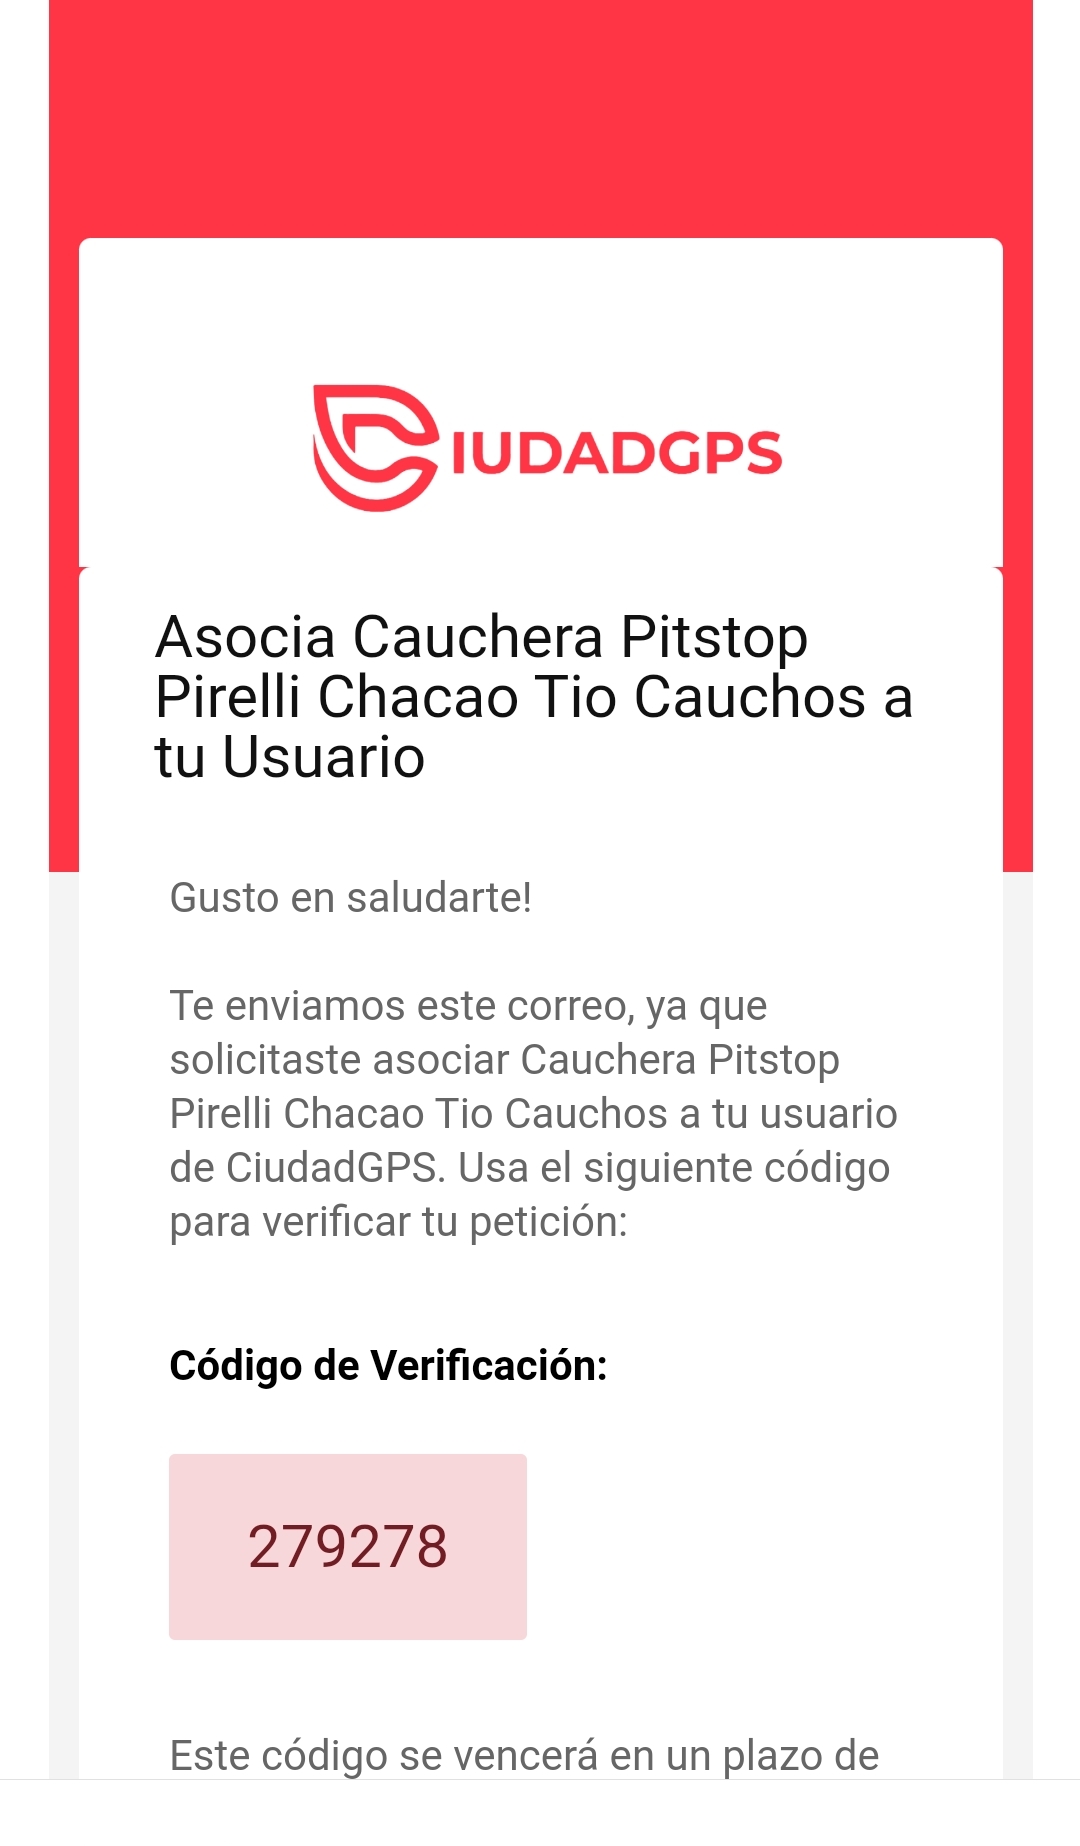 CIUDADGPS
Asocia Cauchera Pitstop
Pirelli Chacao Tio Cauchos a
tu Usuario
Gusto en saludarte!
Te enviamos este correo, ya que
solicitaste asociar Cauchera Pitstop
Pirelli Chacao Tio Cauchos a tu usuario
de CiudadGPS. Usa el siguiente código
para verificar tu petición:
Código de Verificación:
279278
Este código se vencerá en un plazo de